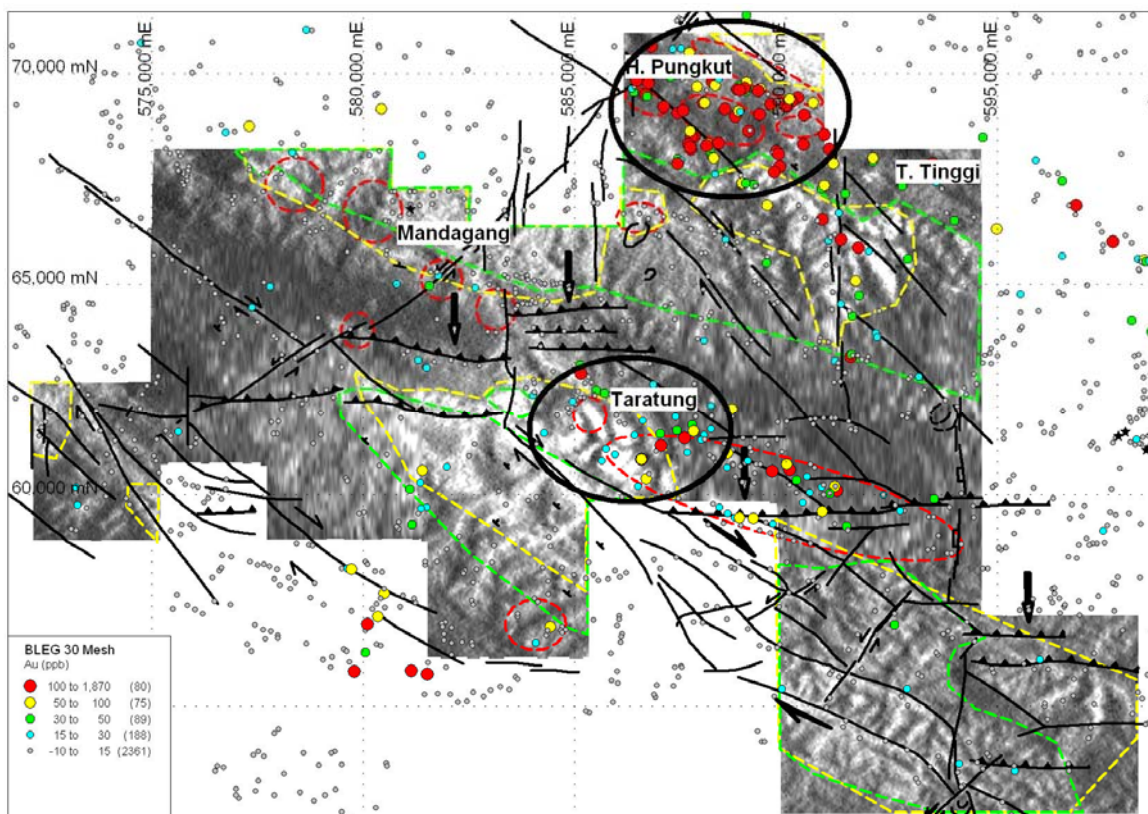 575,000 mE
580,000 mE
585,000 mE
595,000 mE
70,000 mN
H. Pungkut
T. Tinggi
Mandagang
65,000 mN
Taratung
60,000 mN
BLEG 30 Mesh
Au (ppb)
100 to 1,870 (80)
50 to 100 (75)
30 to 50 (89)
15 to 30 (188)
-10 to 15 (2361)